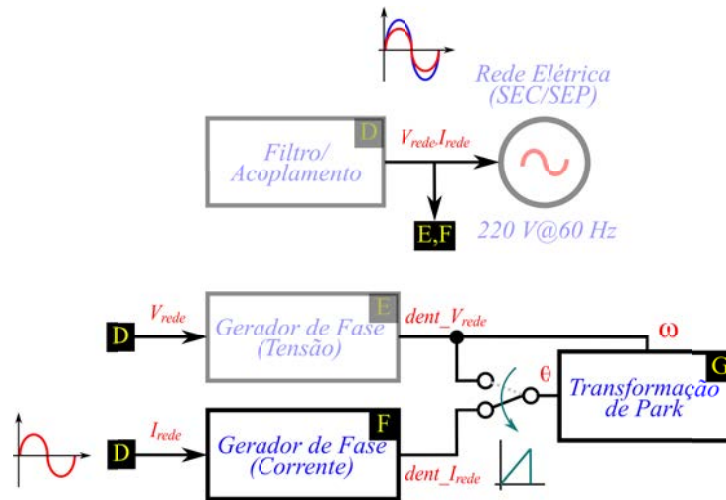 Rede Elétrica
(SEC/SEP)
D
Filtro/
Acoplamento
Vrede,Irede
E,F
220 V@60 Hz
D
Vrede
E
Gerador de Fase
(Tensão)
dent_Vrede
ω
G
Transformação
de Park
θ
D
Irede
F
Gerador de Fase
(Corrente)
dent_Irede